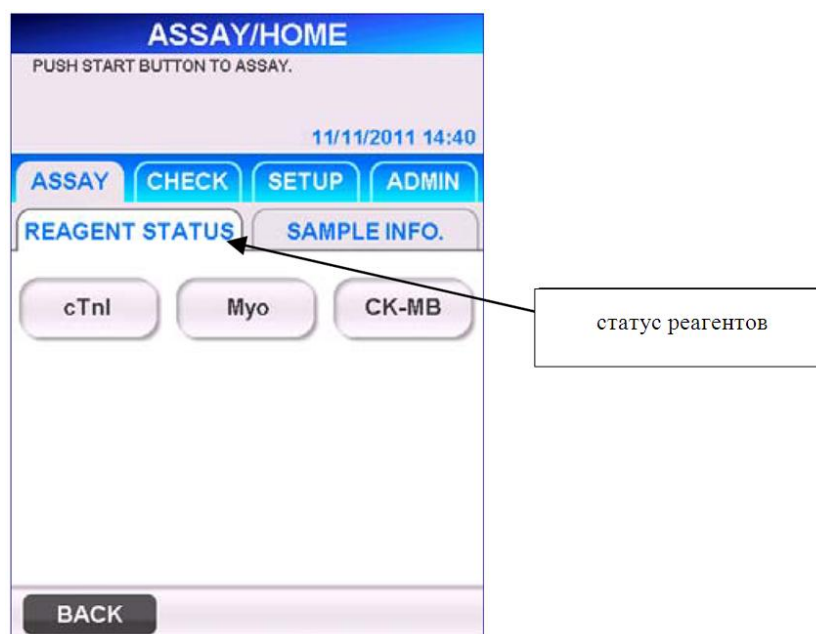 ASSAY/HOME
PUSH START BUTTON TO ASSAY.
11/11/2011 14:40
ASSAY CHECK SETUP ADMIN
REAGENT STATUS SAMPLE INFO.
cTnI Myo CK-MB
статус реагентов
BACK